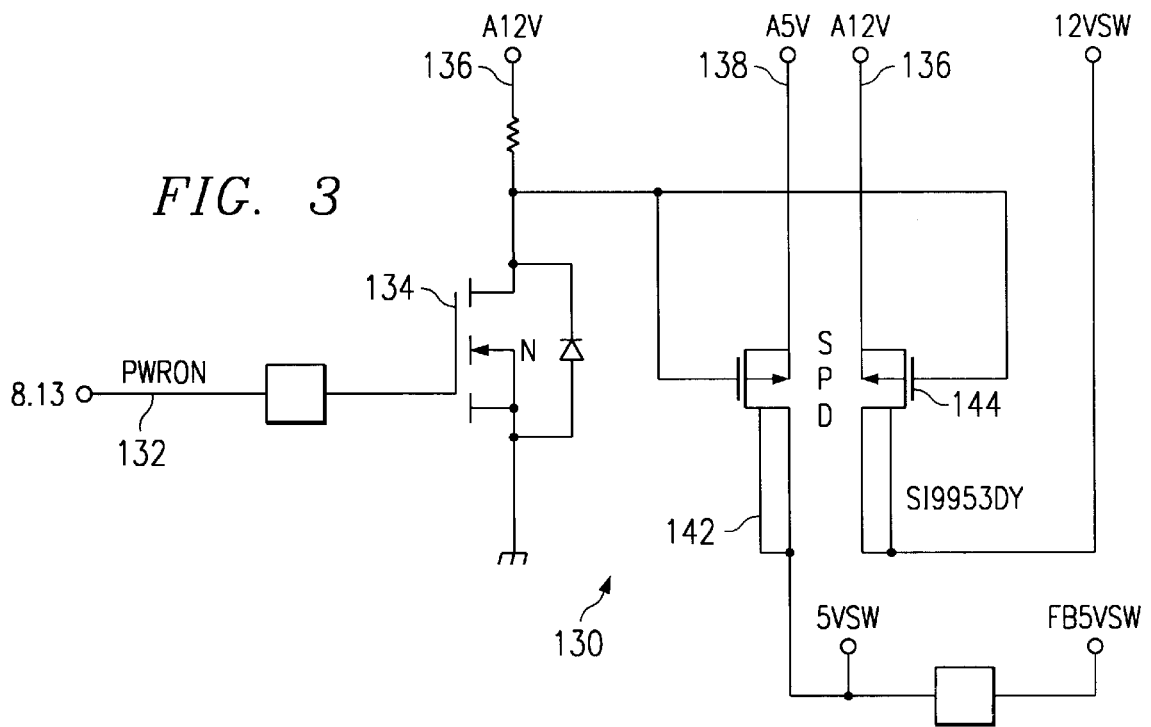 A12V
A5V
A12V
12VSW
136
138
136
FIG. 3
134
N
S
P
D
PWRON
8.13
132
144
SI9953DY
142
130
5VSW
FB5VSW